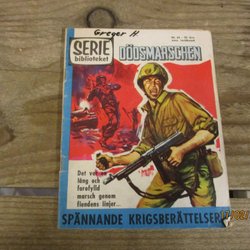 Greger H
SERIE
biblioteket
DÖDSMARSCHEN
Det var en
lång och
farofylld
marsch genom
fiendens linjer...
SPÄNNANDE KRIGSBERÄTTELSER